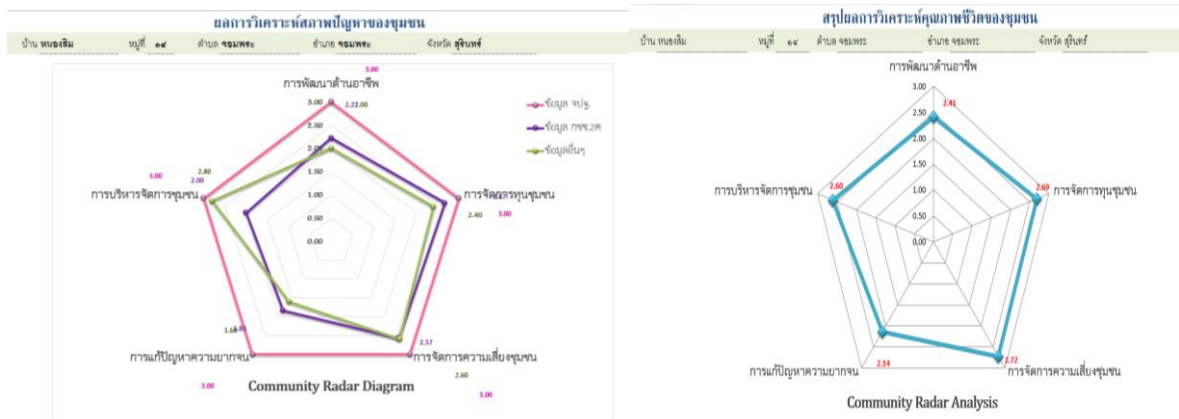 ผลการวิเคราะห์สภาพปัญหาของชุมชน
บ้าน หนองสิม หมู่ที่ ๑๔ ตำบล จอมพระ อำเภอ จอมพระ จังหวัด สุรินทร์
3.00
การพัฒนาด้านอาชีพ
3.00 2.22 2.00
2.50
2.00
1.50
1.00
0.50
0.00
ข้อมูล จปฐ.
ข้อมูล กชช.2ค
ข้อมูลอื่นๆ
3.00 2.80
2.00
การบริหารจัดการชุมชน
การจัดการทุนชุมชน
2.40 3.00
1.60 1.83
2.57
การแก้ปัญหาความยากจน
การจัดการความเสี่ยงชุมชน
2.60
3.00
3.00
Community Radar Diagram
สรุปผลการวิเคราะห์คุณภาพชีวิตของชุมชน
บ้าน หนองสิม หมู่ที่ ๑๔ ตำบล จอมพระ อำเภอ จอมพระ จังหวัด สุรินทร์
การพัฒนาด้านอาชีพ
3.00
2.41
2.50
2.00
1.50
1.00
0.50
0.00
การบริหารจัดการชุมชน
2.60
2.69
การจัดการทุนชุมชน
2.14
2.72
การแก้ปัญหาความยากจน
การจัดการความเสี่ยงชุมชน
Community Radar Analysis